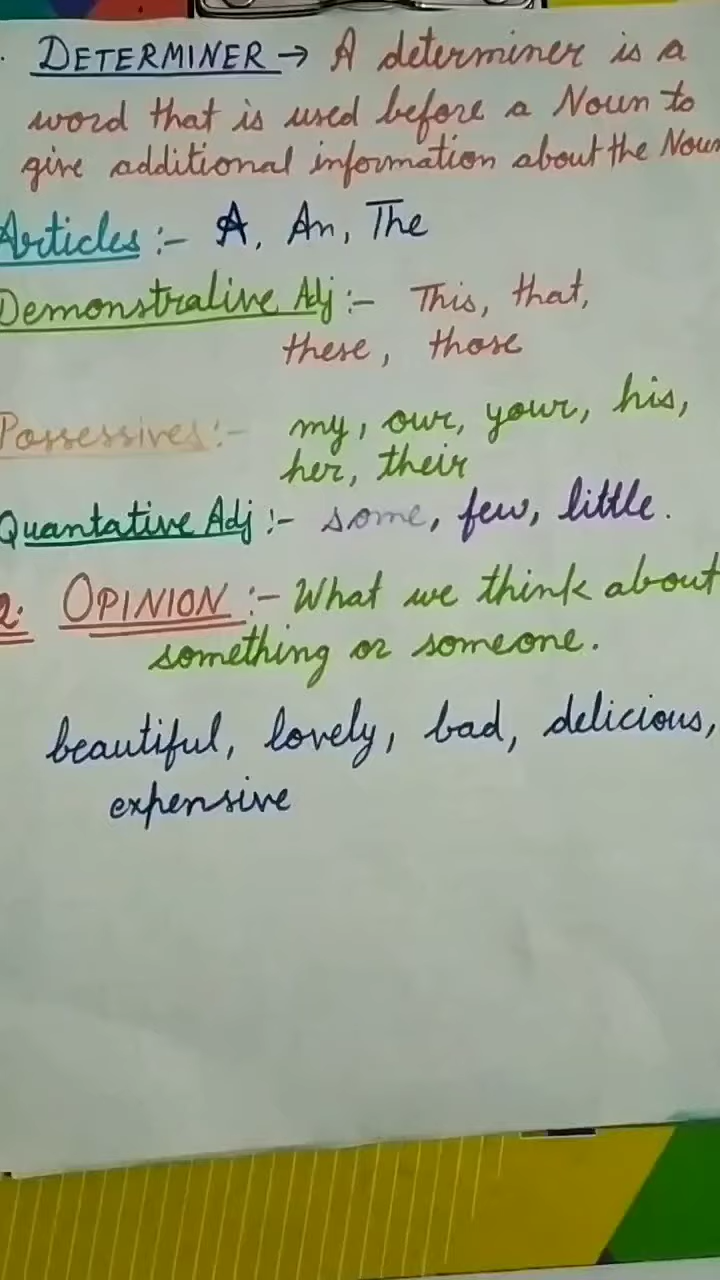 . DETERMINER → A determiner is a
word that is used before a Noun to
give additional information about the Noun
Articles :- A, An, The
Demonstrative Adj :- This, that,
these, those
Possessives :- my, our, your, his,
her, their
Quantative Adj :- some, few, little.
2. OPINION :- What we think about
something or someone.
beautiful, lovely, bad, delicious,
expensive